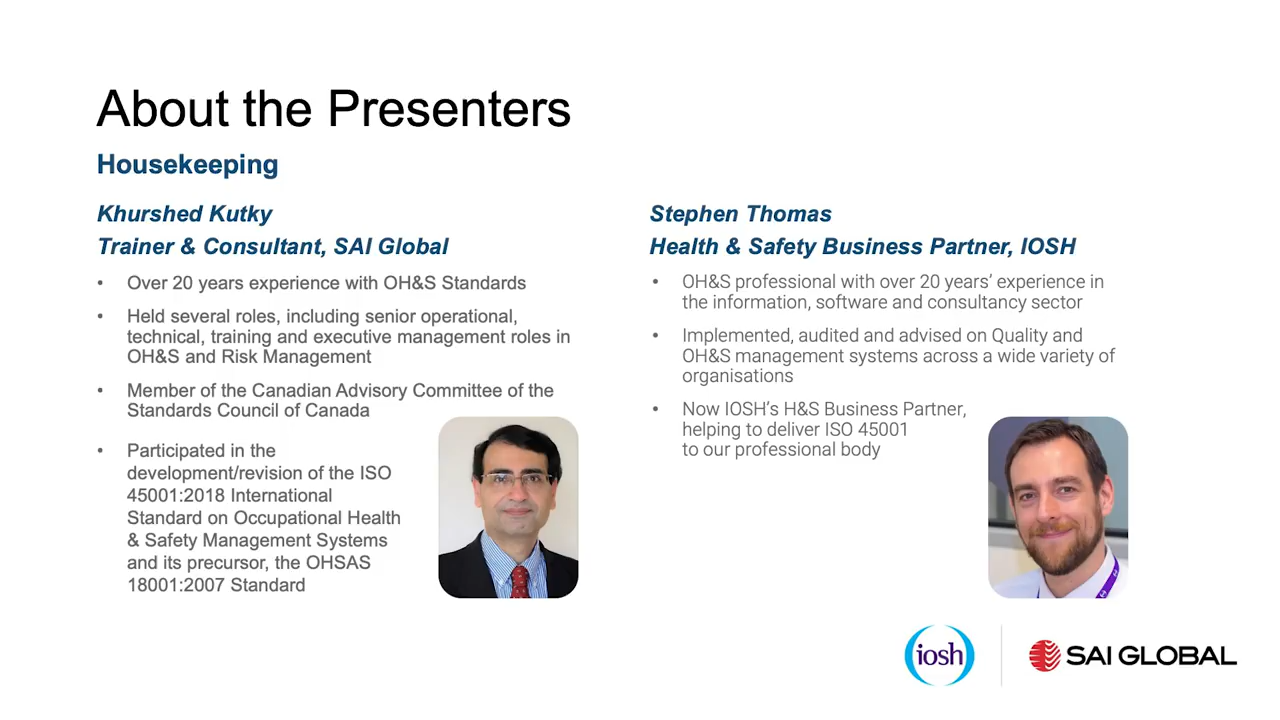 About the Presenters
Housekeeping
Khurshed Kutky
Trainer & Consultant, SAI Global
• Over 20 years experience with OH&S Standards
• Held several roles, including senior operational,
technical, training and executive management roles in
OH&S and Risk Management
• Member of the Canadian Advisory Committee of the
Standards Council of Canada
• Participated in the
development/revision of the ISO
45001:2018 International
Standard on Occupational Health
& Safety Management Systems
and its precursor, the OHSAS
18001:2007 Standard
Stephen Thomas
Health & Safety Business Partner, IOSH
• OH&S professional with over 20 years’ experience in
the information, software and consultancy sector
• Implemented, audited and advised on Quality and
OH&S management systems across a wide variety of
organisations
• Now IOSH’s H&S Business Partner,
helping to deliver ISO 45001
to our professional body
iosh
SAI GLOBAL